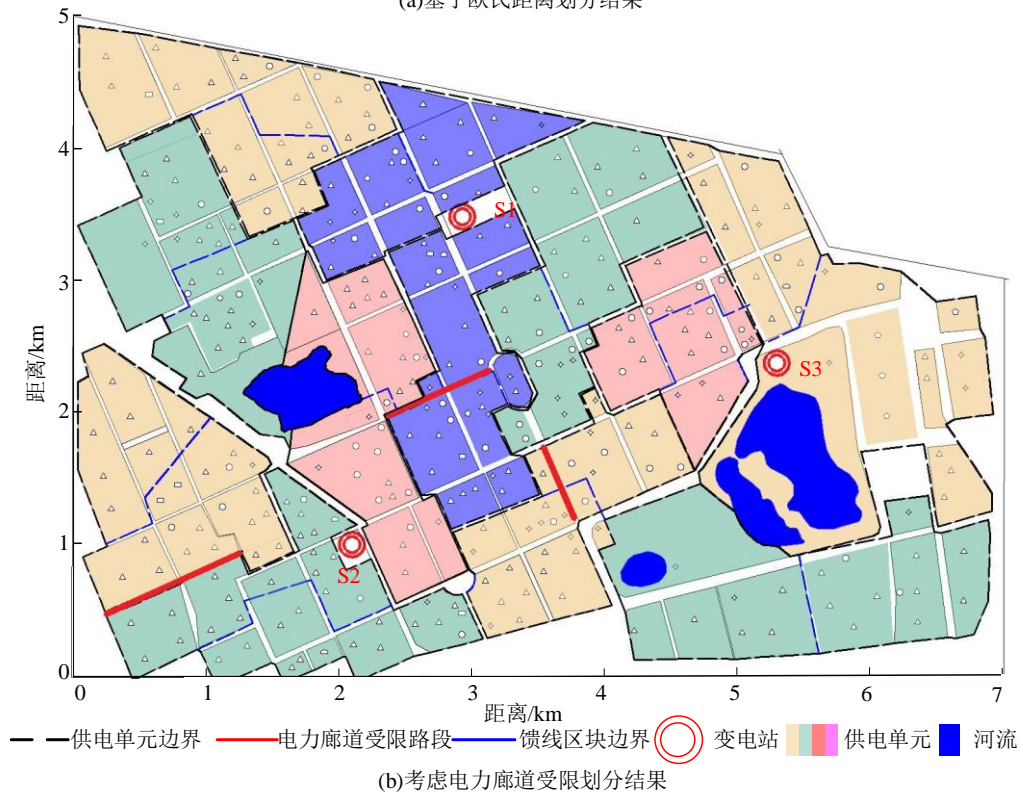 (a)基于欧氏距离划分结果
5
4
3
2
1
0
距离/km
S1
S2
S3
0 1 2 3 4 5 6 7
距离/km
供电单元边界 电力廊道受限路段 馈线区块边界 变电站 供电单元 河流
(b)考虑电力廊道受限划分结果